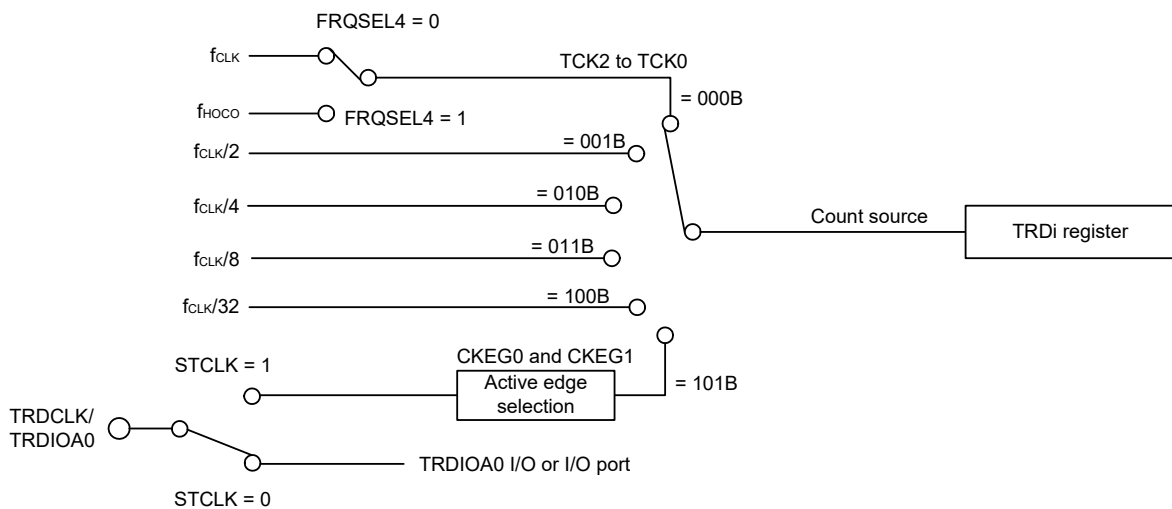 FRQSEL4 = 0
fCLK
TCK2 to TCK0
= 000B
fHOCO
FRQSEL4 = 1
fCLK/2
= 001B
fCLK/4
= 010B
Count source
TRDi register
fCLK/8
= 011B
fCLK/32
= 100B
STCLK = 1
CKEG0 and CKEG1
Active edge
selection
= 101B
TRDCLK/
TRDIOA0
TRDIOA0 I/O or I/O port
STCLK = 0